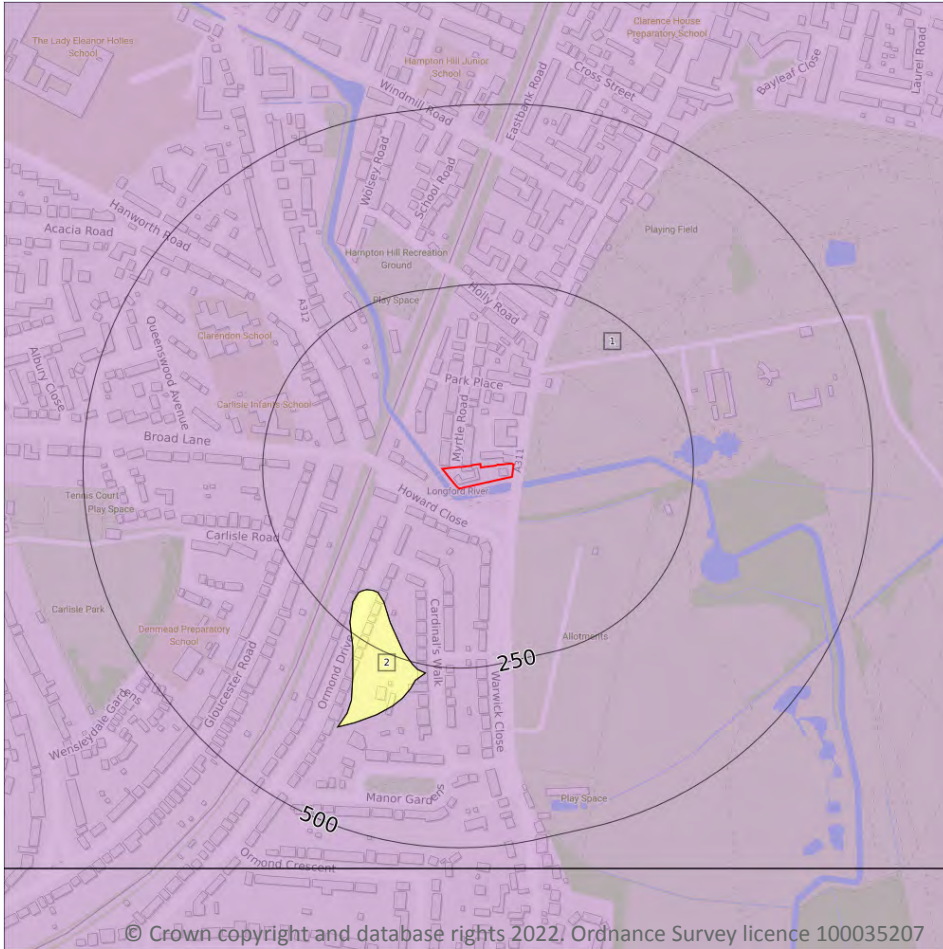 Clarence House
Preparatory School
The Lady Eleanor Holles
School
Hampton Hill Junior
School
Laurel Road
Bayleaf Close
Cross Street
Eastbank Road
Windmill Road
Wolsey Road
School Road
Hanworth Road
Acacia Road
Playing Field
Hampton Hill Recreation
Ground
Play Space
Holly Road
A312
Queenswood Avenue
Clarendon School
1
Albury Close
Park Place
Myrtle Road
Carlisle Infants School
Broad Lane
A311
Longford River
Howard Close
Tennis Court
Play Space
Carlisle Road
Carlisle Park
Denmead Preparatory
School
Cardinal's Walk
Allotments
Ormond Drive
2
250
Gloucester Road
Warwick Close
Wensleydale Gardens
Manor Gardens
Play Space
500
Ormond Crescent
© Crown copyright and database rights 2022. Ordnance Survey licence 100035207